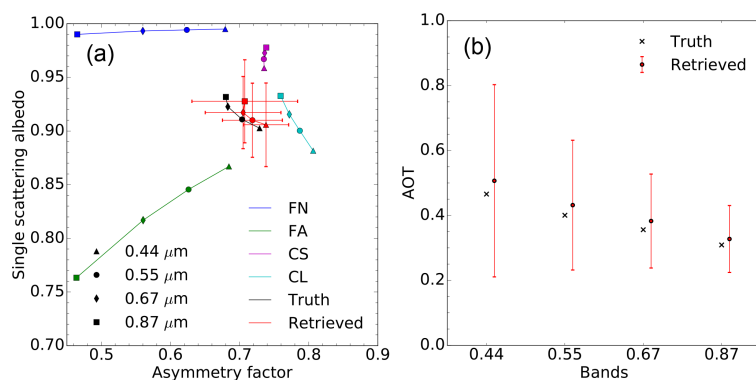 (a)
Single scattering albedo
1.00
0.95
0.90
0.85
0.80
0.75
0.70
0.5
0.6
0.7
0.8
0.9
Asymmetry factor
0.44 μm
0.55 μm
0.67 μm
0.87 μm
FN
FA
CS
CL
Truth
Retrieved
(b)
AOT
1.0
0.8
0.6
0.4
0.2
0.0
0.44
0.55
0.67
0.87
Bands
Truth
Retrieved